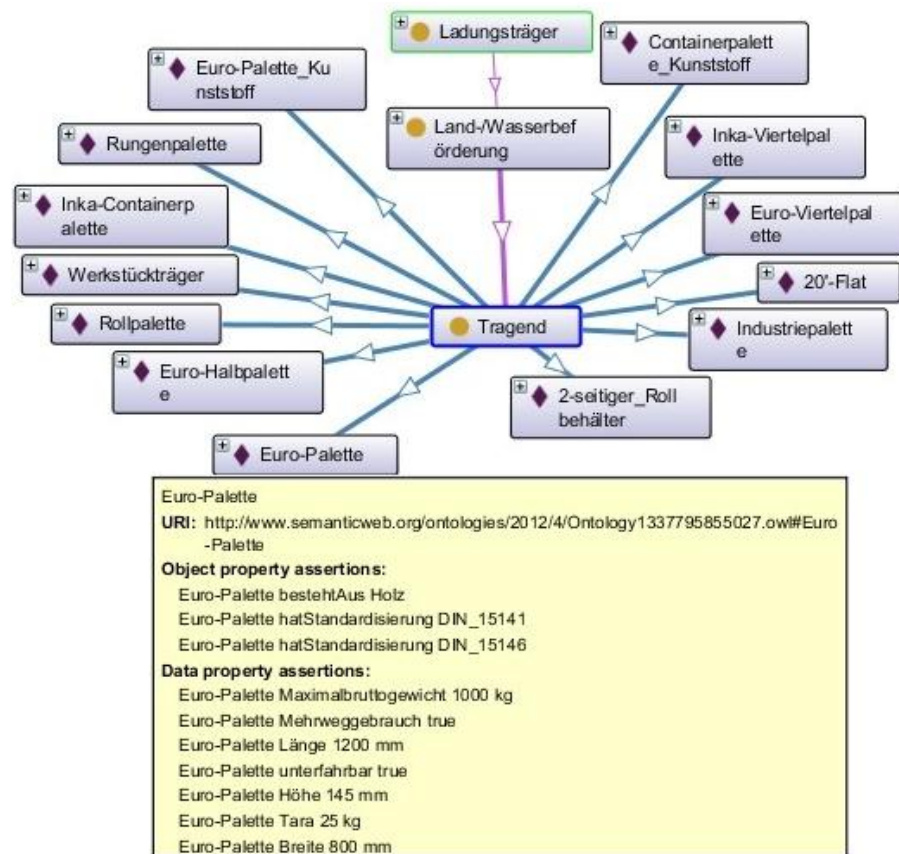 Ladungsträger
Containerpalett
e_Kunststoff
Euro-Palette_Ku
nststoff
Land-/Wasserbef
örderung
Inka-Viertelpal
ette
Rungenpalette
Inka-Containerp
alette
Euro-Viertelpal
ette
Werkstückträger
20'-Flat
Rollpalette
Tragend
Industriepalett
e
Euro-Halbpalett
e
2-seitiger_Roll
behälter
Euro-Palette
Euro-Palette
URI: http://www.semanticweb.org/ontologies/2012/4/Ontology1337795855027.owl#Euro
-Palette
Object property assertions:
Euro-Palette bestehtAus Holz
Euro-Palette hatStandardisierung DIN_15141
Euro-Palette hatStandardisierung DIN_15146
Data property assertions:
Euro-Palette Maximalbruttogewicht 1000 kg
Euro-Palette Mehrweggebrauch true
Euro-Palette Länge 1200 mm
Euro-Palette unterfahrbar true
Euro-Palette Höhe 145 mm
Euro-Palette Tara 25 kg
Euro-Palette Breite 800 mm